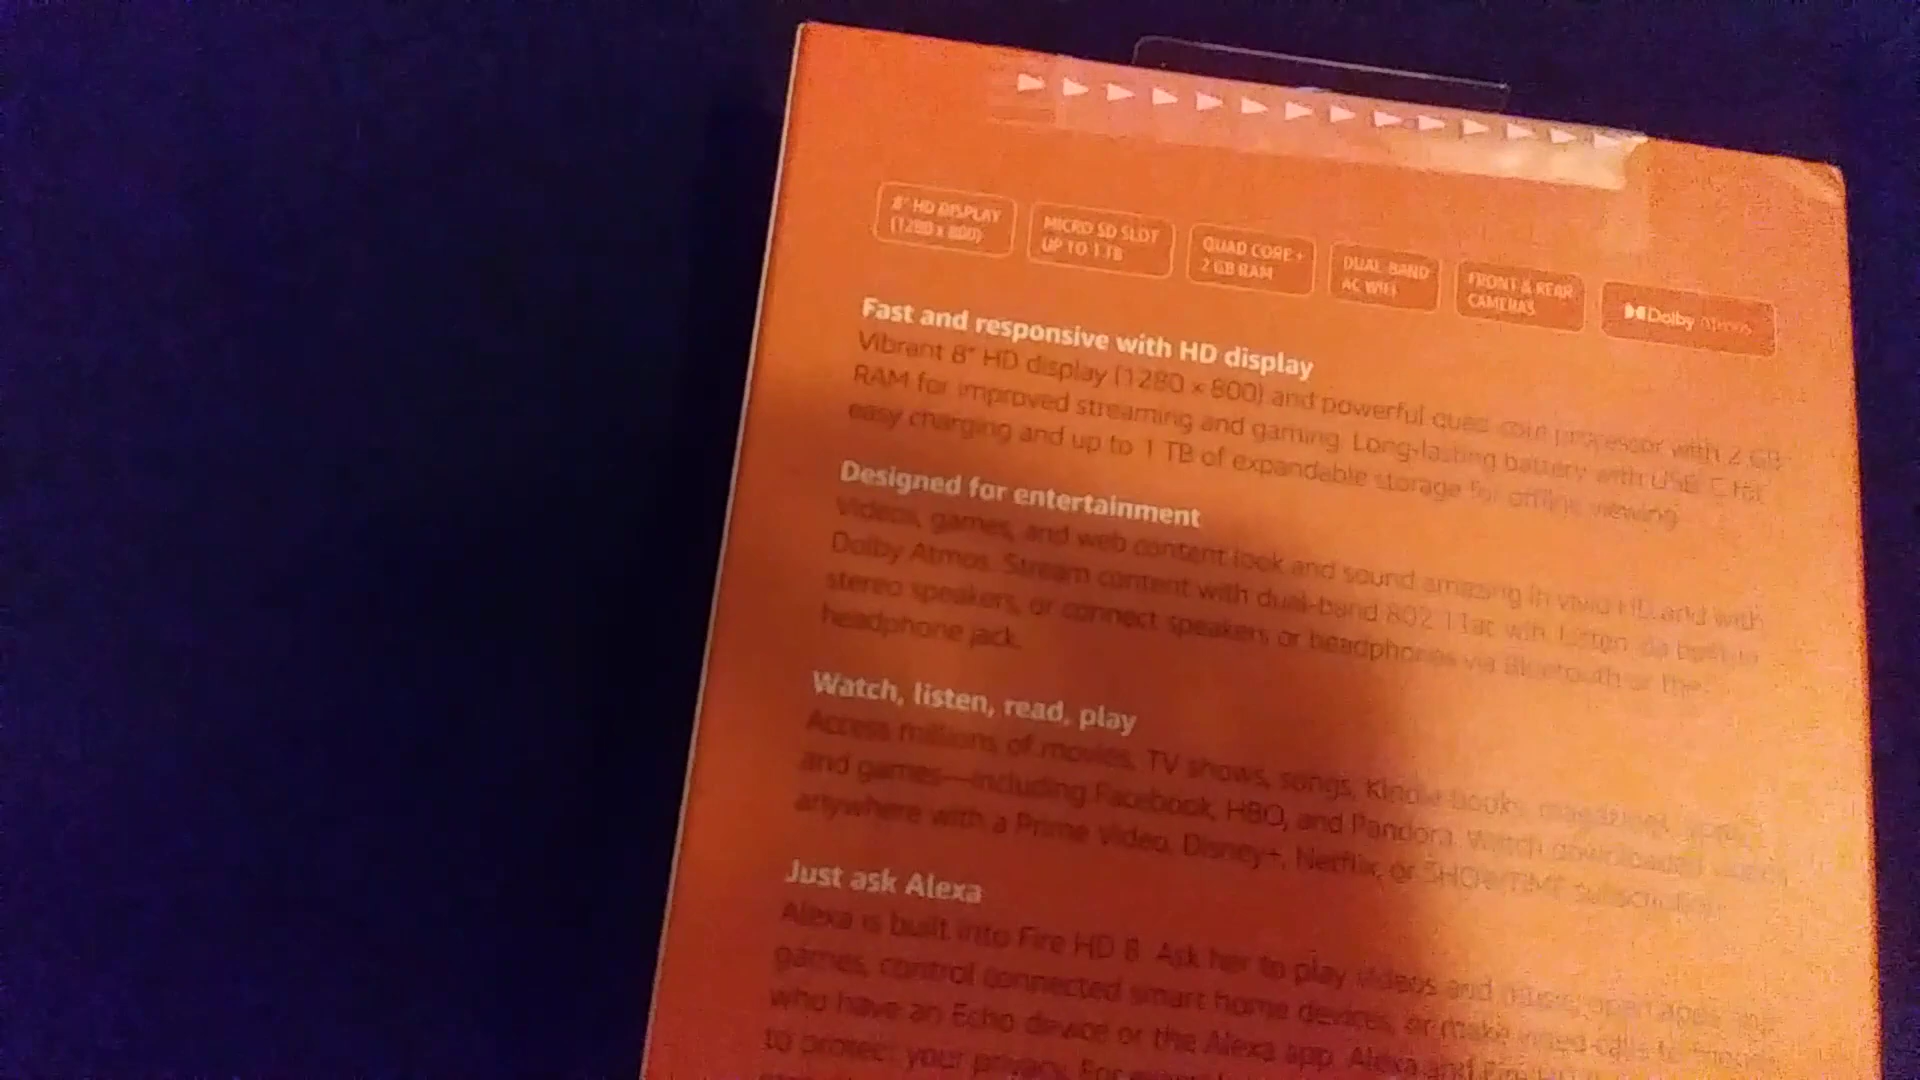 8" HD DISPLAY
(1280 x 800)
MICRO SD SLOT
UP TO 1 TB
QUAD CORE +
2 GB RAM
DUAL BAND
AC WIFI
FRONT & REAR
CAMERAS
Dolby Atmos
Fast and responsive with HD display
Vibrant 8" HD display (1280 x 800) and powerful quad-core processor with 2 GB
RAM for improved streaming and gaming. Long-lasting battery with USB-C for
easy charging and up to 1 TB of expandable storage for offline viewing.
Designed for entertainment
Videos, games, and web content look and sound amazing in vivid HD and with
Dolby Atmos. Stream content with dual-band 802.11ac wifi, listen via built-in
stereo speakers, or connect speakers or headphones via Bluetooth or the
headphone jack.
Watch, listen, read, play
Access millions of movies, TV shows, songs, Kindle books, magazines, apps,
and games—including Facebook, HBO, and Pandora. Watch downloaded videos
anywhere with a Prime Video, Disney+, Netflix, or SHOWTIME subscription.
Just ask Alexa
Alexa is built into Fire HD 8. Ask her to play videos and music, open apps,
games, control connected smart home devices, or make video calls to friends
who have an Echo device or the Alexa app. Alexa and Fire HD 8
to protect your privacy. For